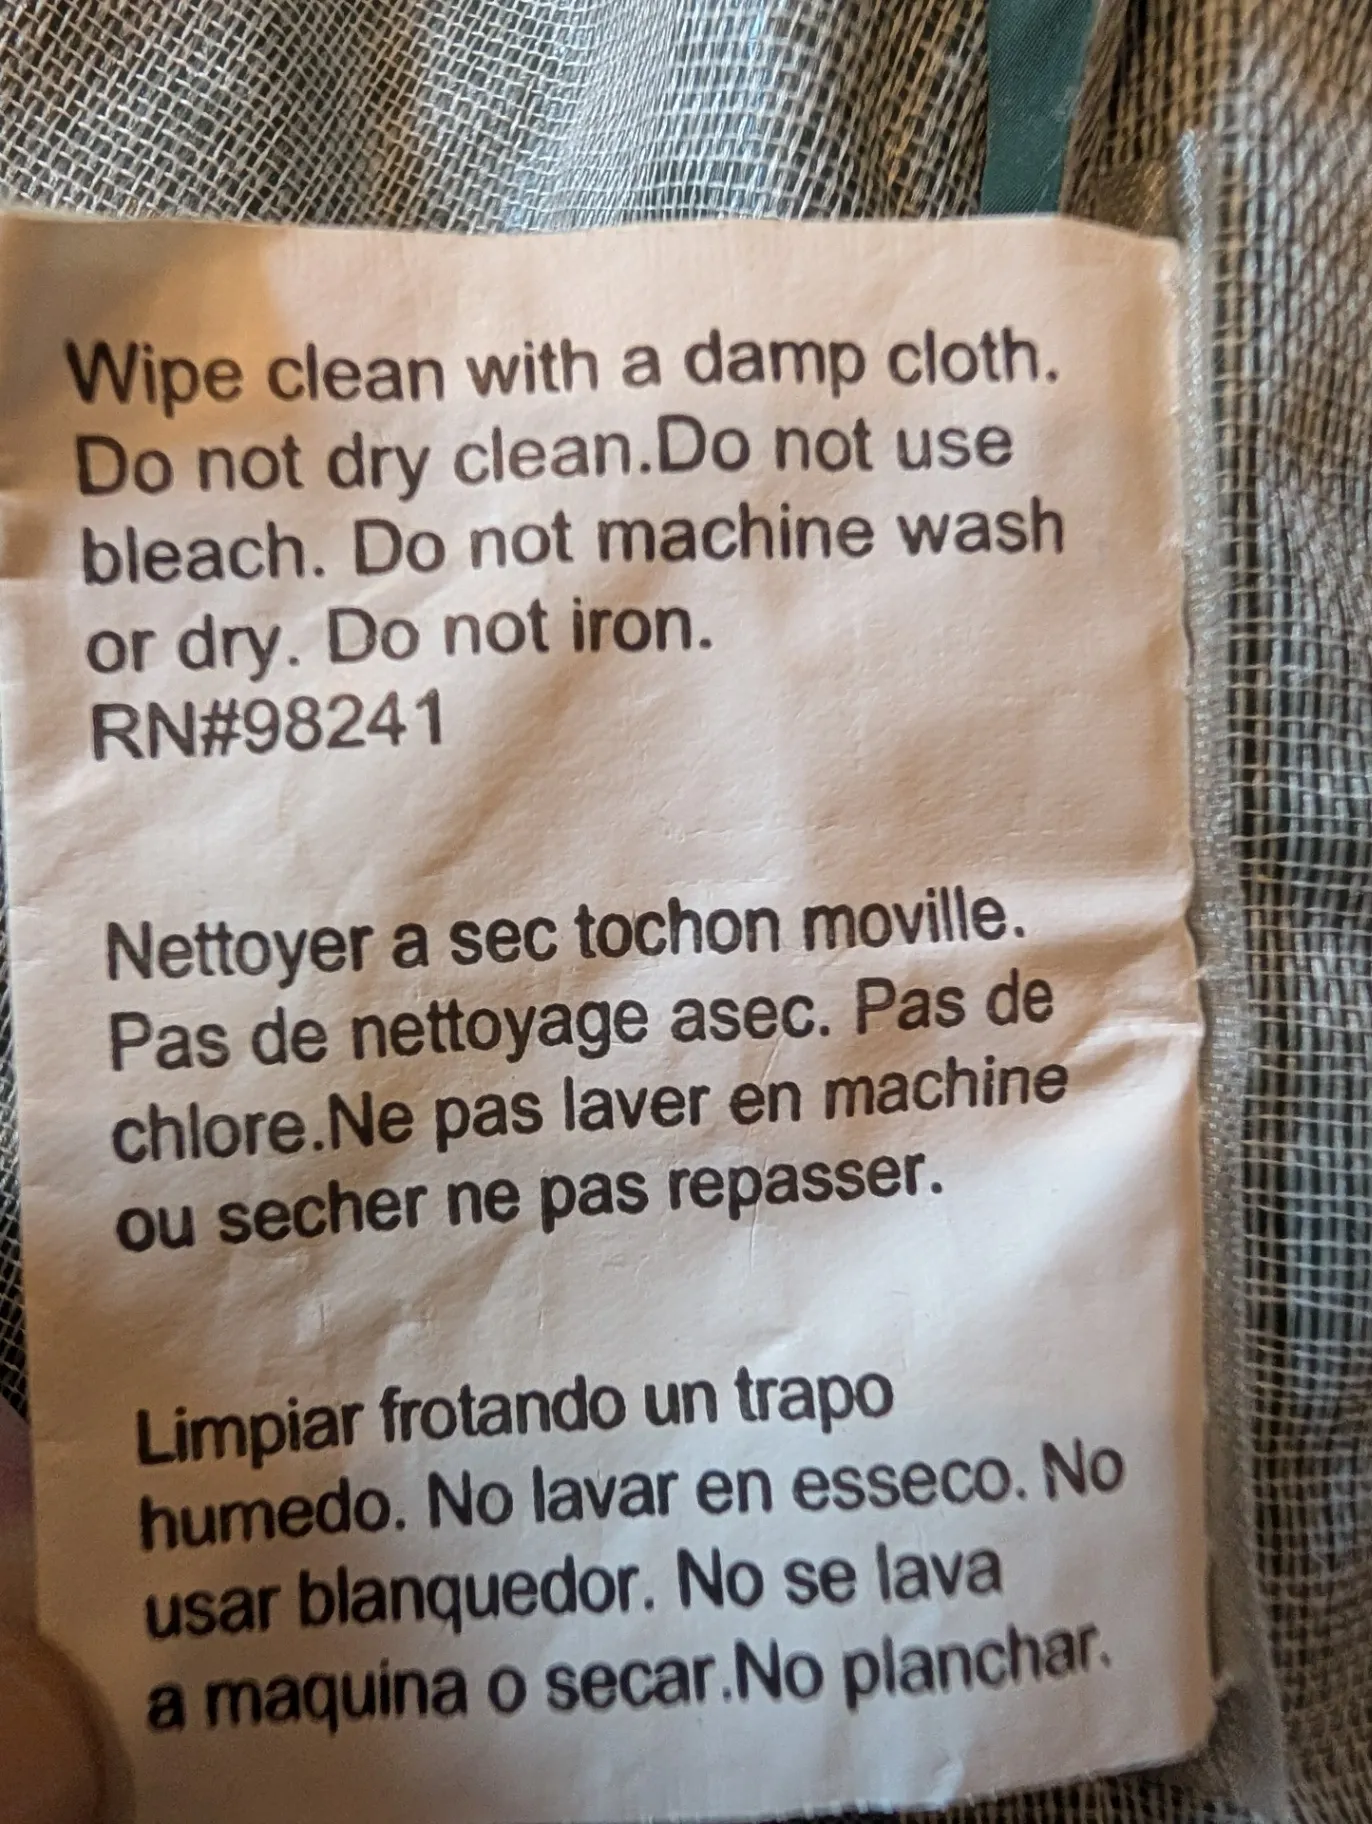 Wipe clean with a damp cloth.
Do not dry clean.Do not use
bleach. Do not machine wash
or dry. Do not iron.
RN#98241
Nettoyer a sec tochon moville.
Pas de nettoyage asec. Pas de
chlore.Ne pas laver en machine
ou secher ne pas repasser.
Limpiar frotando un trapo
humedo. No lavar en esseco. No
usar blanquedor. No se lava
a maquina o secar.No planchar.